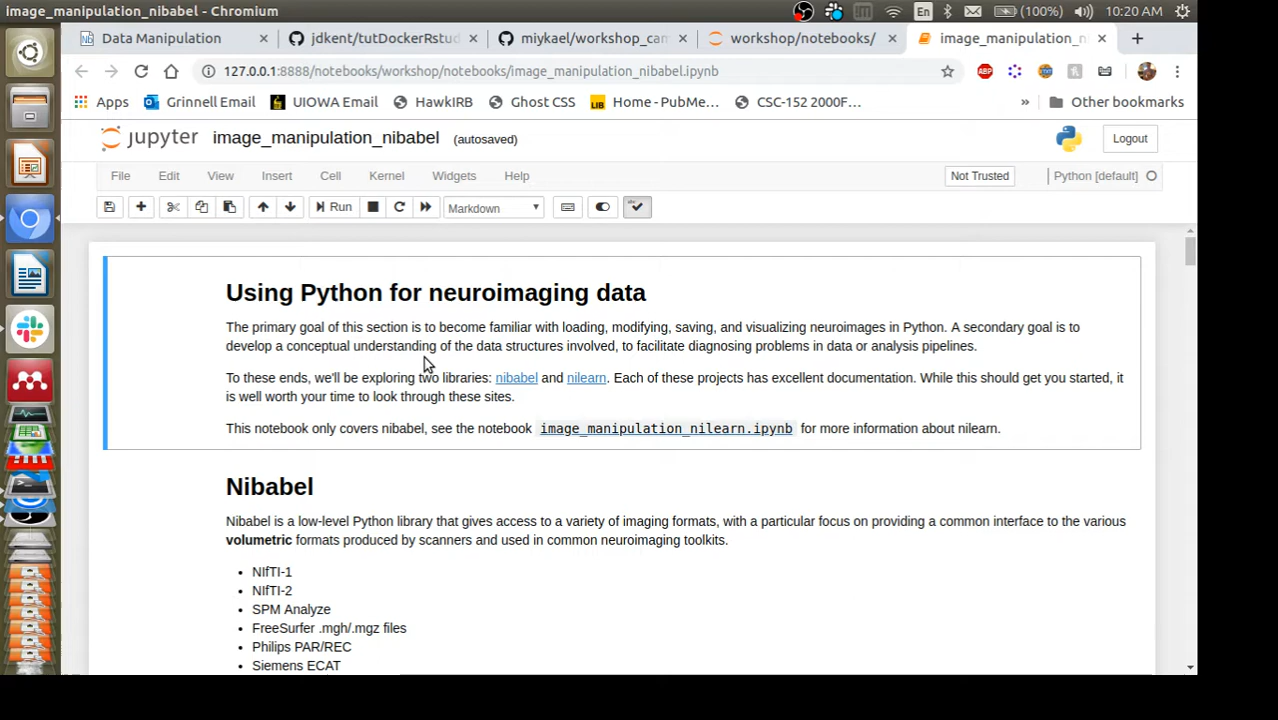 image_manipulation_nibabel - Chromium
En (100%) 10:20 AM
Nb Data Manipulation × jdkent/tutDockerRstud × miykael/workshop_cam × workshop/notebooks/ × image_manipulation_ni ×
127.0.0.1:8888/notebooks/workshop/notebooks/image_manipulation_nibabel.ipynb ABP
Apps Grinnell Email UIOWA Email HawkIRB Ghost CSS LIB Home - PubMe... CSC-152 2000F... » Other bookmarks
jupyter image_manipulation_nibabel (autosaved) Logout
File Edit View Insert Cell Kernel Widgets Help Not Trusted Python [default]
Run Markdown
Using Python for neuroimaging data
The primary goal of this section is to become familiar with loading, modifying, saving, and visualizing neuroimages in Python. A secondary goal is to
develop a conceptual understanding of the data structures involved, to facilitate diagnosing problems in data or analysis pipelines.
To these ends, we'll be exploring two libraries: nibabel and nilearn. Each of these projects has excellent documentation. While this should get you started, it
is well worth your time to look through these sites.
This notebook only covers nibabel, see the notebook image_manipulation_nilearn.ipynb for more information about nilearn.
Nibabel
Nibabel is a low-level Python library that gives access to a variety of imaging formats, with a particular focus on providing a common interface to the various
volumetric formats produced by scanners and used in common neuroimaging toolkits.
• NIfTI-1
• NIfTI-2
• SPM Analyze
• FreeSurfer .mgh/.mgz files
• Philips PAR/REC
• Siemens ECAT